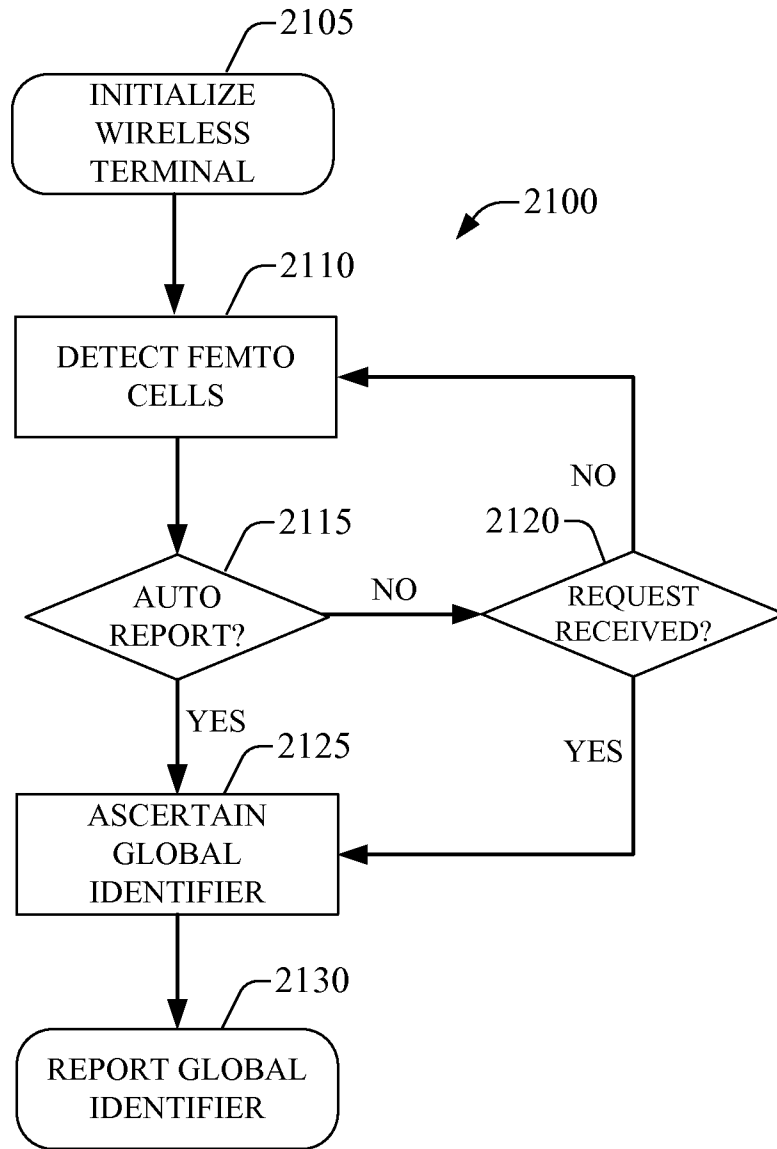 2105
INITIALIZE
WIRELESS
TERMINAL
2100
2110
DETECT FEMTO
CELLS
NO
2115
2120
AUTO
REPORT?
NO
REQUEST
RECEIVED?
YES
YES
2125
ASCERTAIN
GLOBAL
IDENTIFIER
2130
REPORT GLOBAL
IDENTIFIER